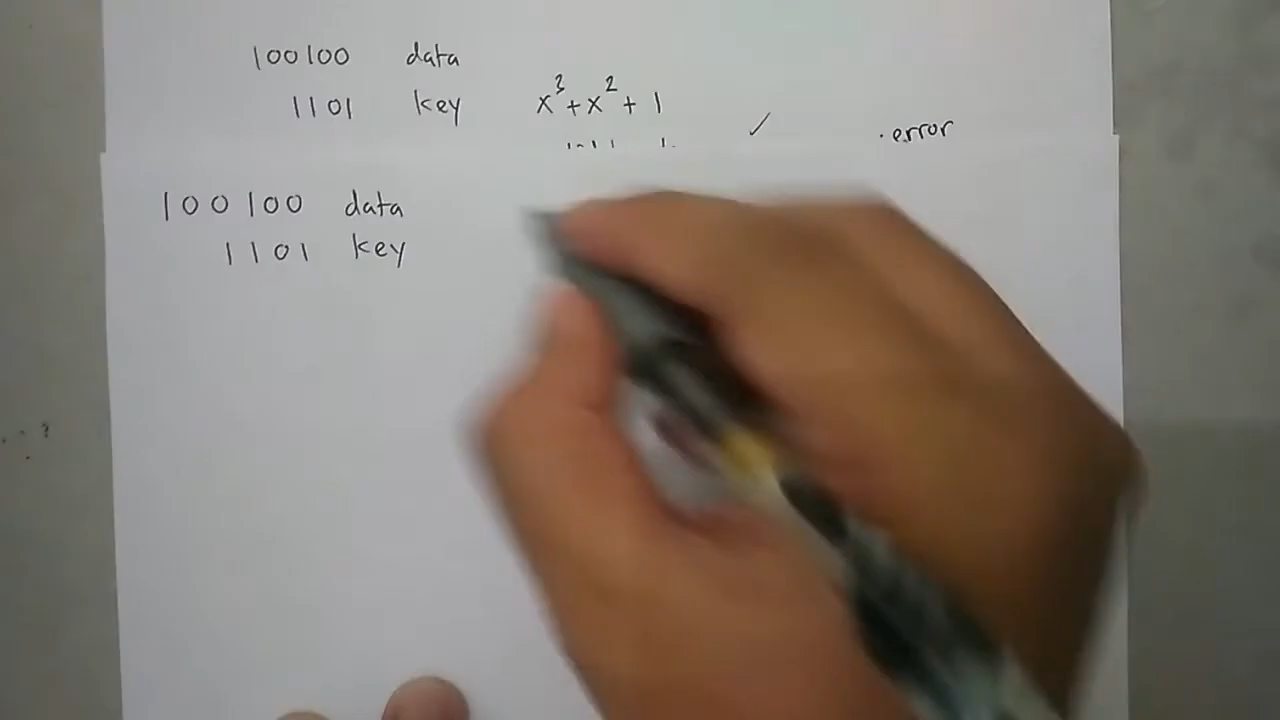 100100 data
1101 key x³+x²+1
· error
100100 data
1101 key